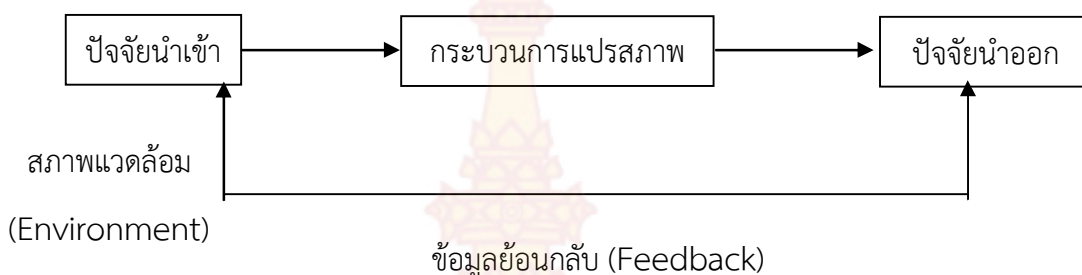 ปัจจัยนำเข้า
กระบวนการแปรสภาพ
ปัจจัยนำออก
สภาพแวดล้อม
(Environment)
ข้อมูลย้อนกลับ (Feedback)